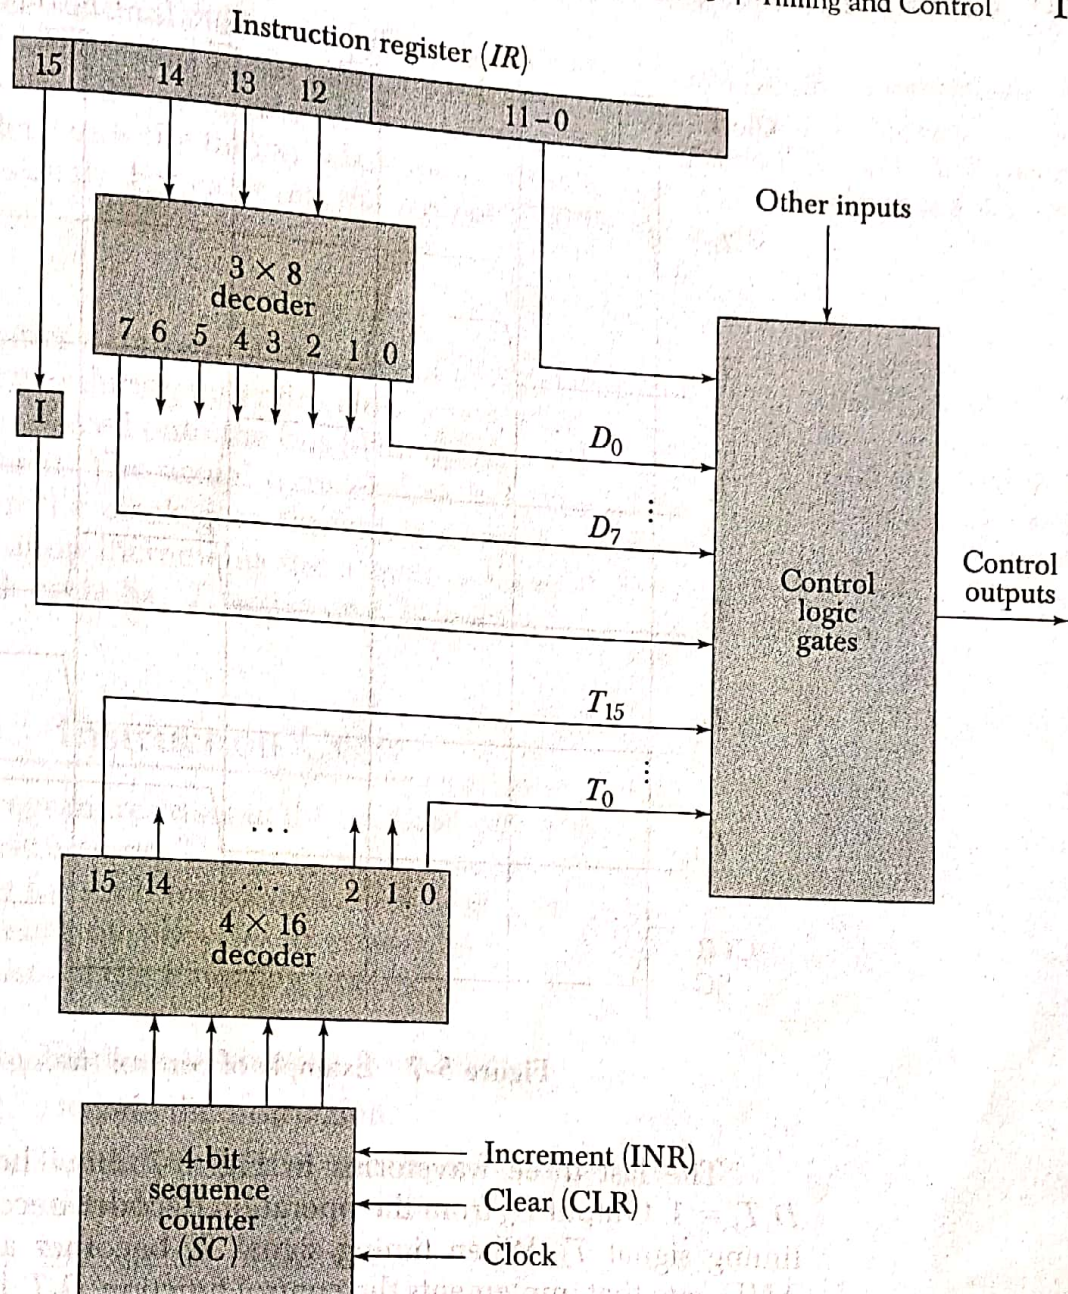 Timing and Control
Instruction register (IR)
15 14 13 12 11-0
Other inputs
3 × 8
decoder
7 6 5 4 3 2 1 0
I
D0
⋮
D7
Control
logic
gates
Control
outputs
T15
⋮
T0
...
15 14 ... 2 1 0
4 × 16
decoder
4-bit
sequence
counter
(SC)
Increment (INR)
Clear (CLR)
Clock